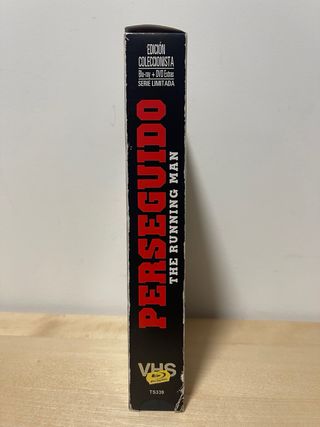 EDICIÓN
COLECCIONISTA
Blu-ray + DVD Extras
SERIE LIMITADA
PERSEGUIDO
THE RUNNING MAN
VHS
TS339